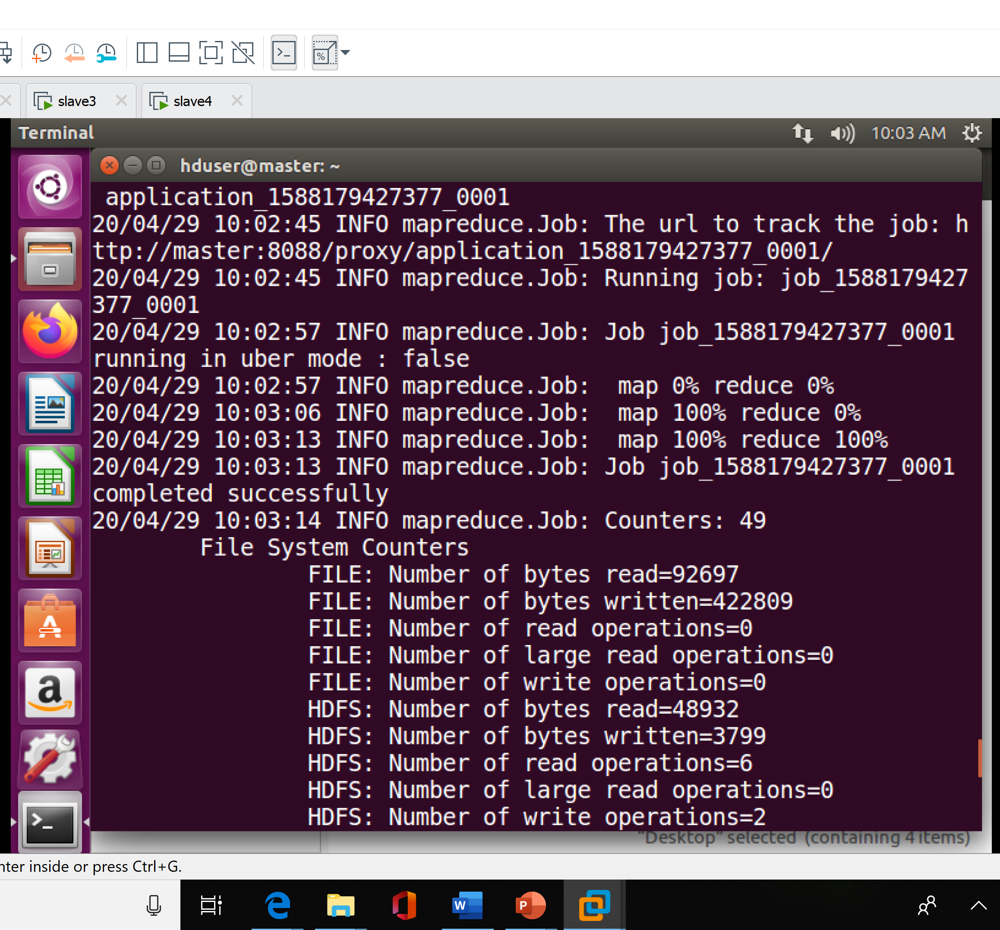 slave3
slave4
Terminal
10:03 AM
hduser@master: ~
application_1588179427377_0001
20/04/29 10:02:45 INFO mapreduce.Job: The url to track the job: h
ttp://master:8088/proxy/application_1588179427377_0001/
20/04/29 10:02:45 INFO mapreduce.Job: Running job: job_1588179427
377_0001
20/04/29 10:02:57 INFO mapreduce.Job: Job job_1588179427377_0001
running in uber mode : false
20/04/29 10:02:57 INFO mapreduce.Job:  map 0% reduce 0%
20/04/29 10:03:06 INFO mapreduce.Job:  map 100% reduce 0%
20/04/29 10:03:13 INFO mapreduce.Job:  map 100% reduce 100%
20/04/29 10:03:13 INFO mapreduce.Job: Job job_1588179427377_0001
completed successfully
20/04/29 10:03:14 INFO mapreduce.Job: Counters: 49
File System Counters
FILE: Number of bytes read=92697
FILE: Number of bytes written=422809
FILE: Number of read operations=0
FILE: Number of large read operations=0
FILE: Number of write operations=0
HDFS: Number of bytes read=48932
HDFS: Number of bytes written=3799
HDFS: Number of read operations=6
HDFS: Number of large read operations=0
HDFS: Number of write operations=2
"Desktop" selected (containing 4 items)
nter inside or press Ctrl+G.